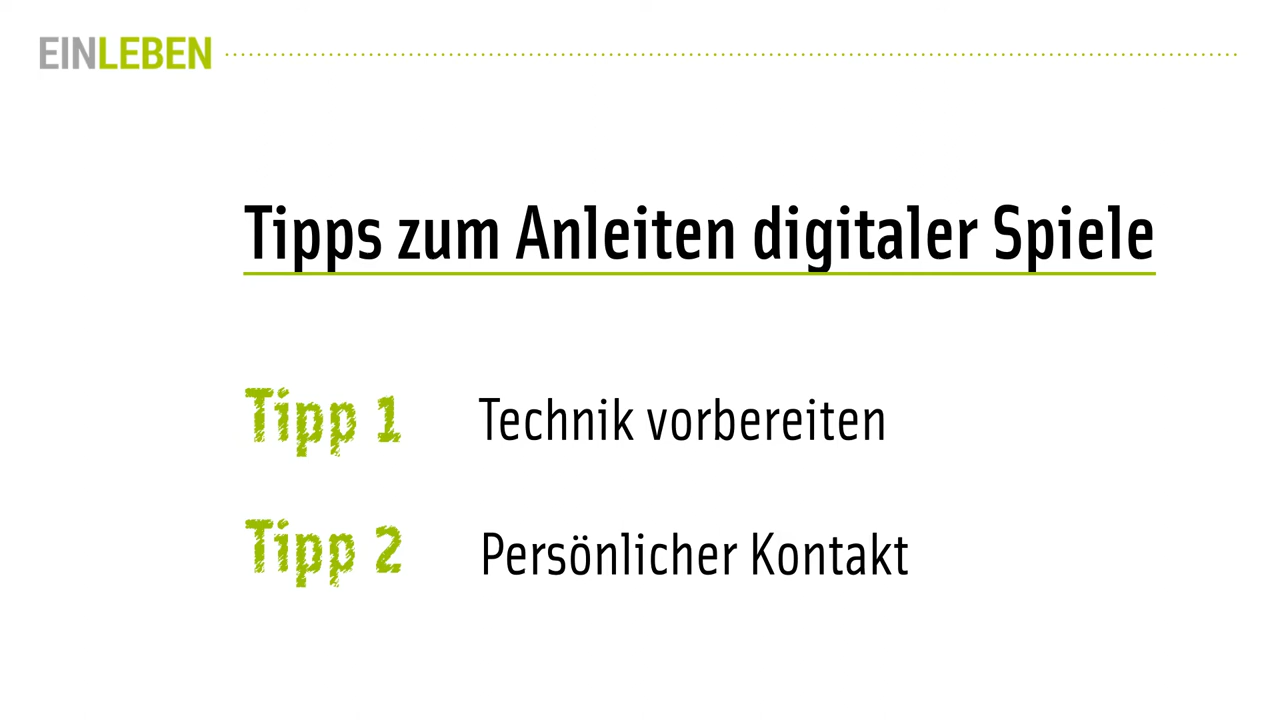 EINLEBEN
Tipps zum Anleiten digitaler Spiele
Tipp 1 Technik vorbereiten
Tipp 2 Persönlicher Kontakt